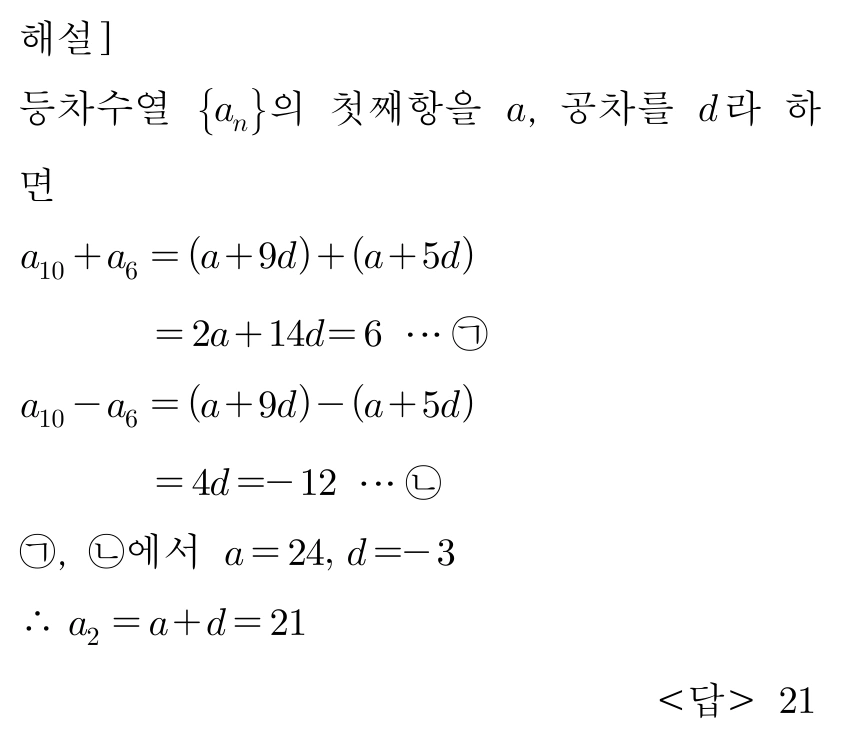 해설]
등차수열 {aₙ}의 첫째항을 a, 공차를 d라 하
면
a₁₀+a₆=(a+9d)+(a+5d)
=2a+14d=6 ⋯㉠
a₁₀-a₆=(a+9d)-(a+5d)
=4d=-12 ⋯㉡
㉠, ㉡에서 a=24, d=-3
∴ a₂=a+d=21
<답> 21